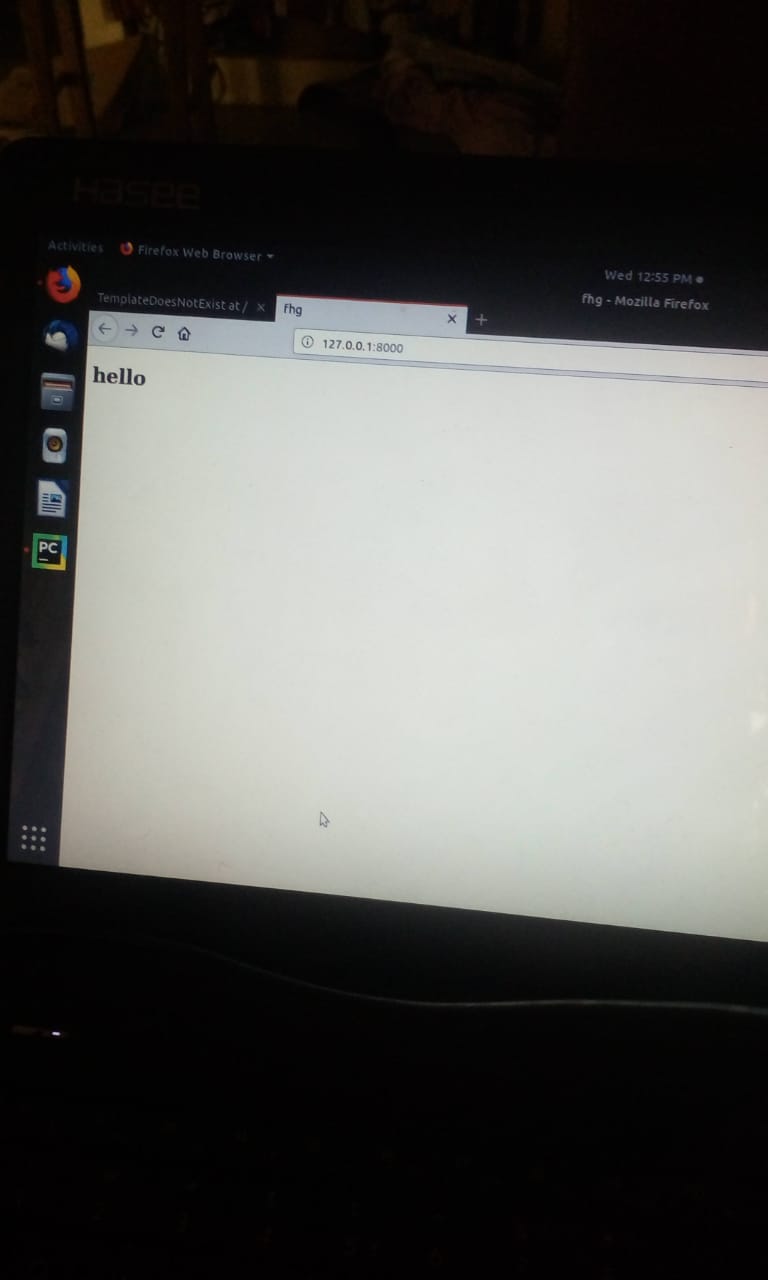 Hasee
Activities Firefox Web Browser
Wed 12:55 PM
fhg - Mozilla Firefox
TemplateDoesNotExist at /
fhg
127.0.0.1:8000
hello
PC